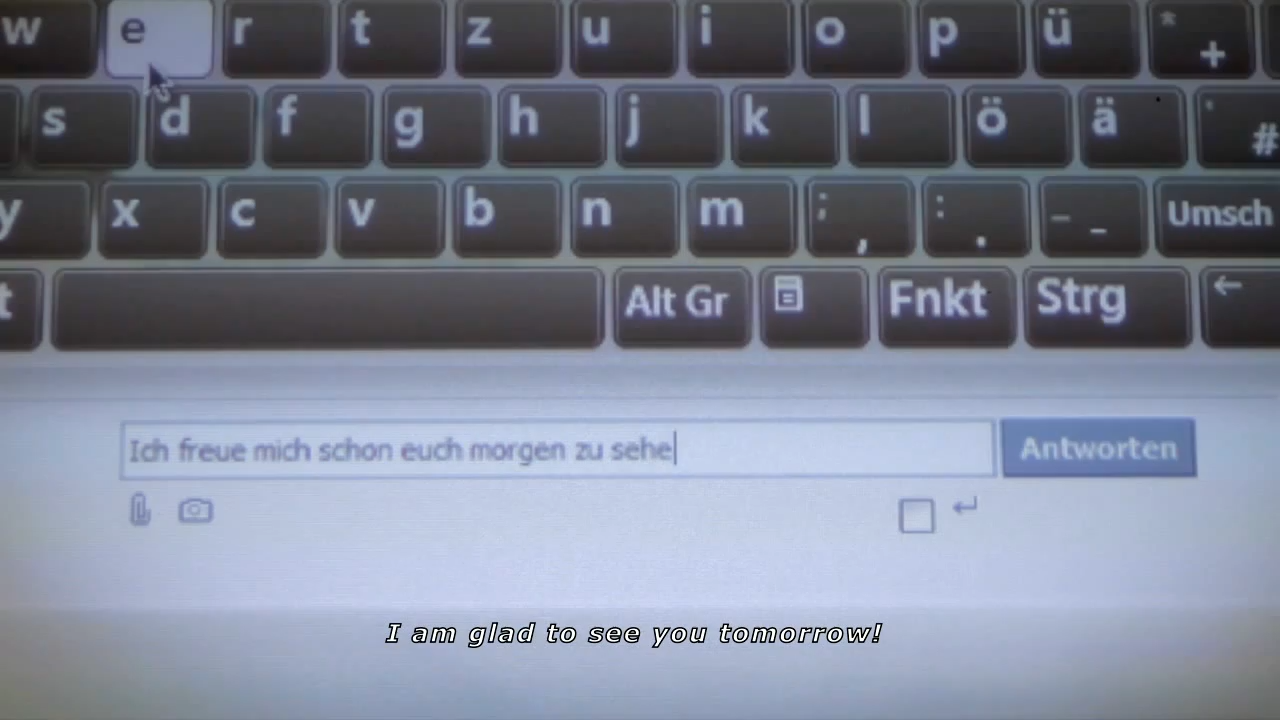 w e r t z u i o p ü * +
s d f g h j k l ö ä ' #
y x c v b n m ; , : . _ -
t Alt Gr Fnkt Strg ←
Ich freue mich schon euch morgen zu sehe
Antworten
I am glad to see you tomorrow!